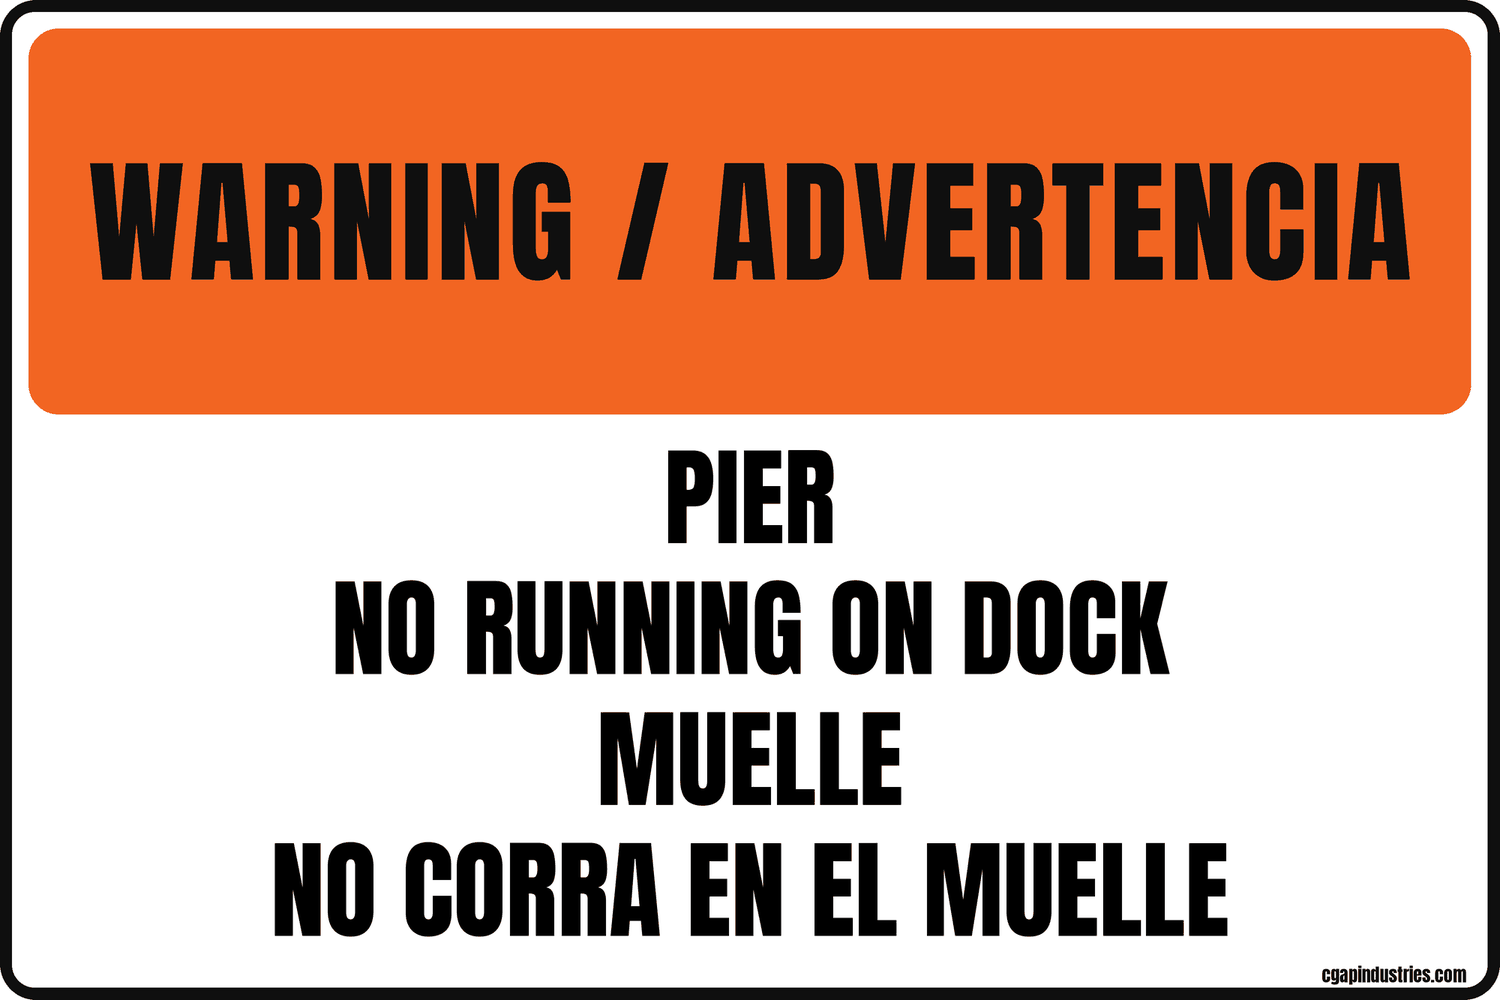 WARNING / ADVERTENCIA
PIER
NO RUNNING ON DOCK
MUELLE
NO CORRA EN EL MUELLE
cgapindustries.com